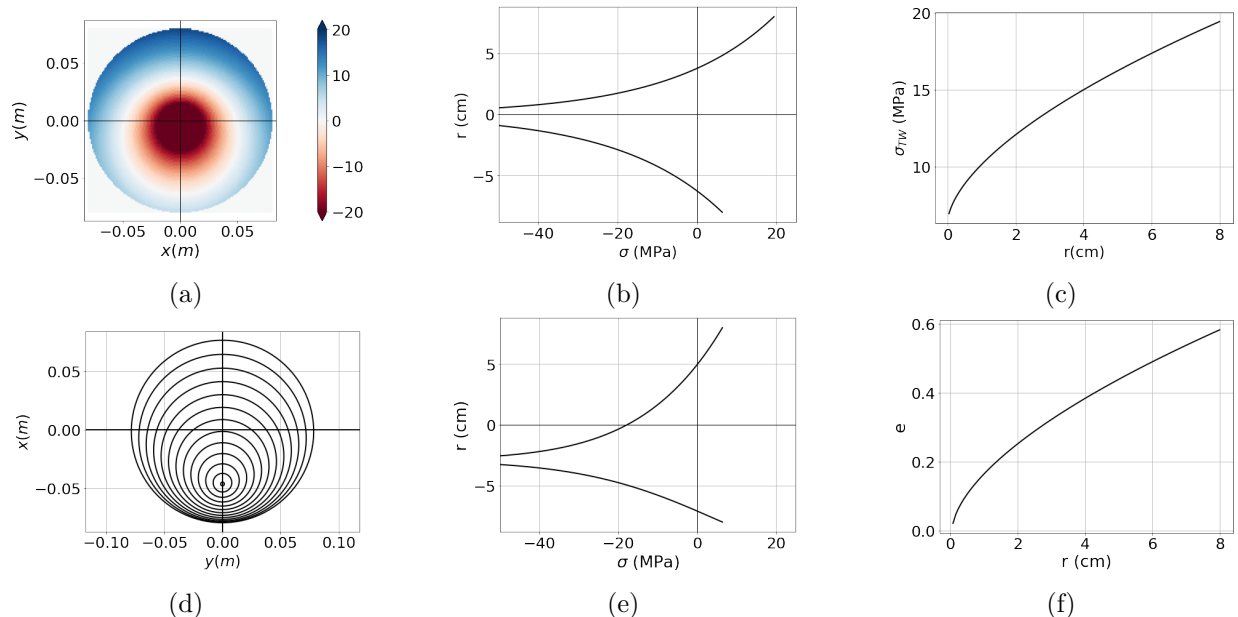 20
10
0
−10
−20
0.05
0.00
−0.05
y(m)
−0.05 0.00 0.05
x(m)
(a)
5
0
−5
r (cm)
−40 −20 0 20
σ (MPa)
(b)
20
15
10
σTW (MPa)
0 2 4 6 8
r(cm)
(c)
0.05
0.00
−0.05
x(m)
−0.10 −0.05 0.00 0.05 0.10
y(m)
(d)
5
0
−5
r (cm)
−40 −20 0 20
σ (MPa)
(e)
0.6
0.4
0.2
0.0
e
0 2 4 6 8
r (cm)
(f)